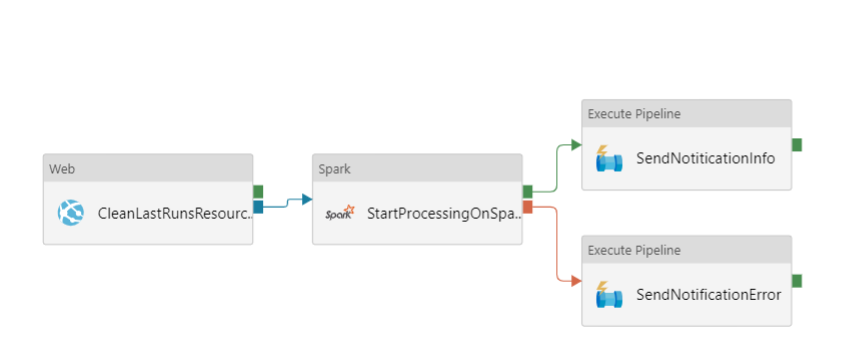 Execute Pipeline
SendNotiticationInfo
Web
CleanLastRunsResourc..
Spark
Spark
StartProcessingOnSpa..
Execute Pipeline
SendNotificationError